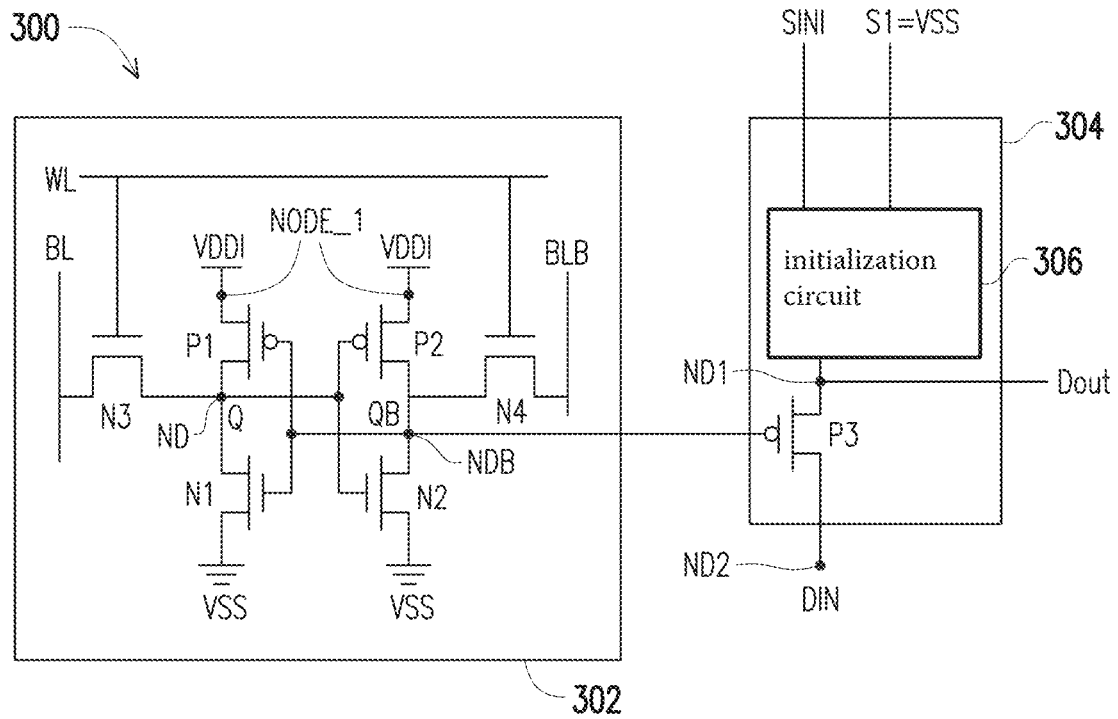 300
SINI
S1=VSS
304
WL
NODE_1
BL
VDDI
VDDI
BLB
initialization
circuit
306
P1
P2
ND1
Dout
N3
Q
QB
N4
ND
P3
NDB
N1
N2
ND2
VSS
VSS
DIN
302